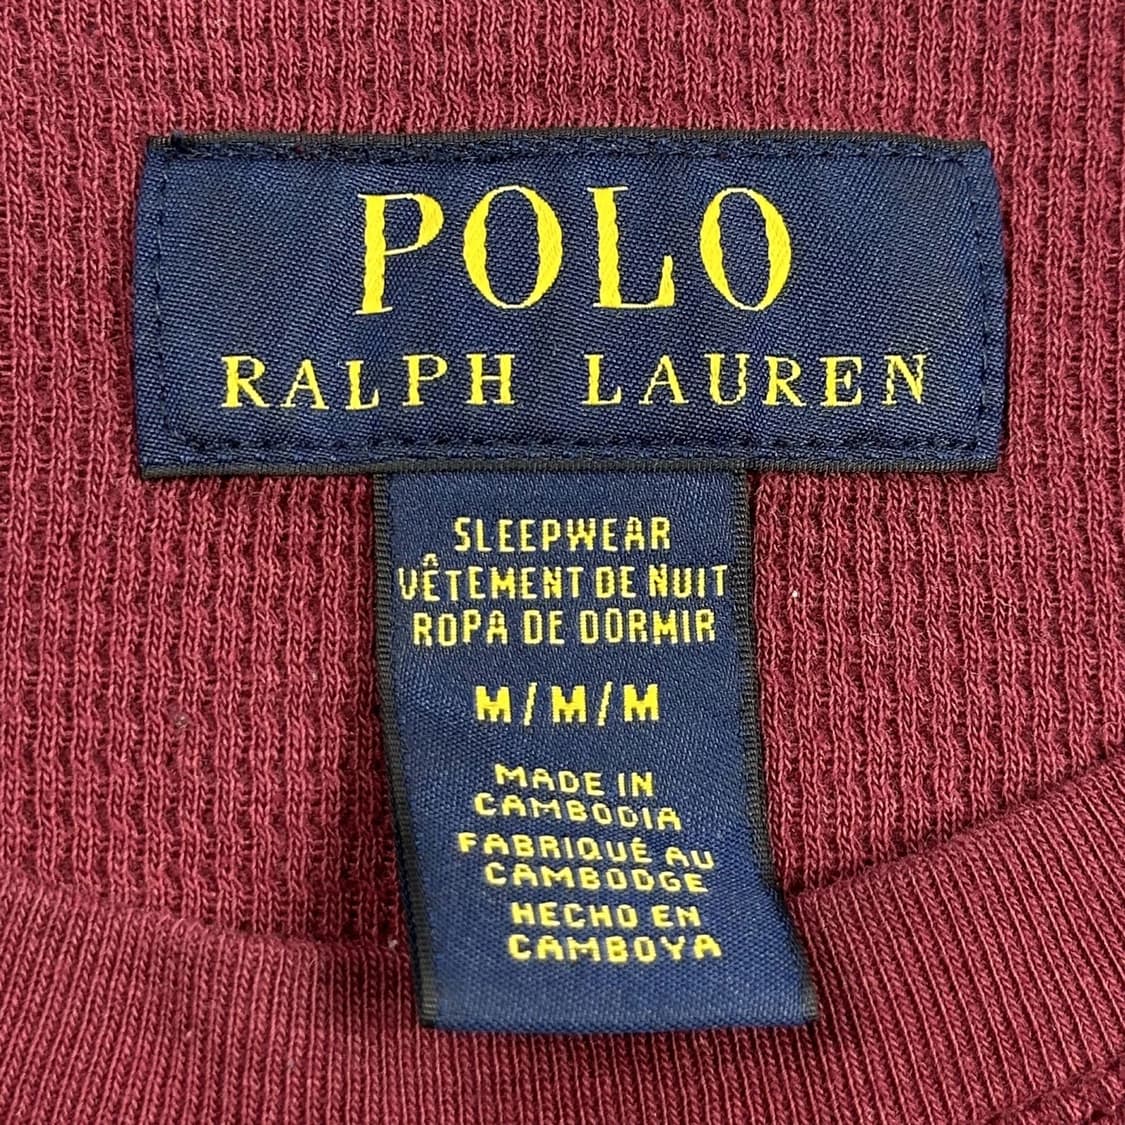 POLO
RALPH LAUREN
SLEEPWEAR
VÊTEMENT DE NUIT
ROPA DE DORMIR
M/M/M
MADE IN
CAMBODIA
FABRIQUÉ AU
CAMBODGE
HECHO EN
CAMBOYA